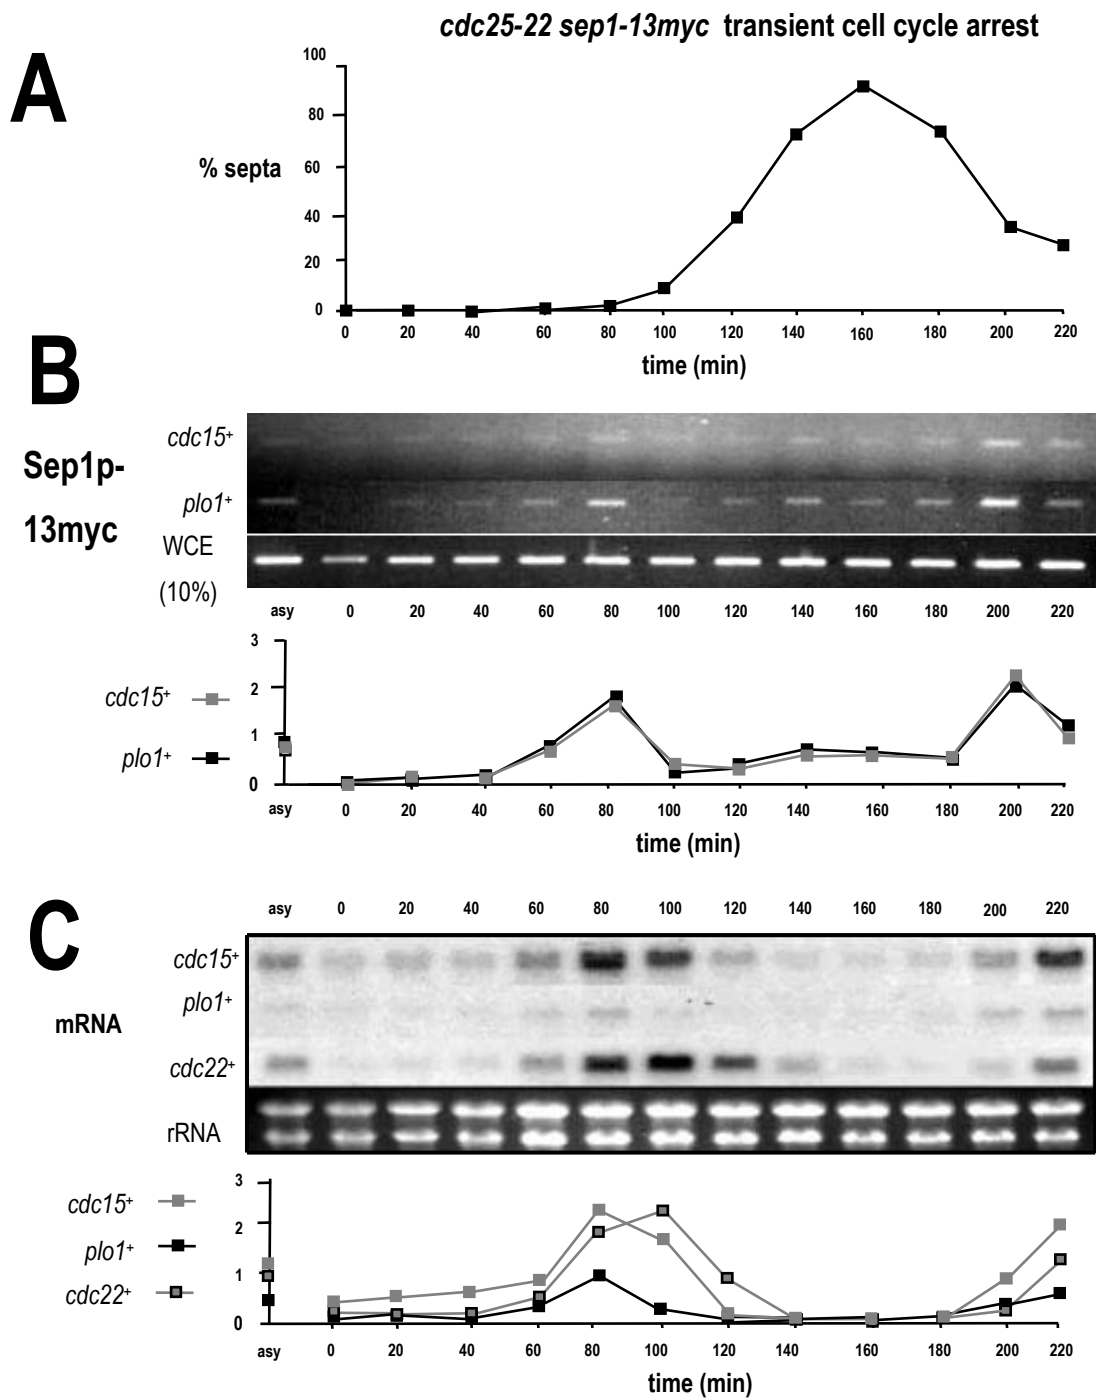 cdc25-22 sep1-13myc transient cell cycle arrest
A
100
80
60
40
20
0
% septa
0 20 40 60 80 100 120 140 160 180 200 220
time (min)
B
Sep1p-
13myc
cdc15+
plo1+
WCE
(10%)
asy 0 20 40 60 80 100 120 140 160 180 200 220
3
2
1
0
cdc15+
plo1+
asy 0 20 40 60 80 100 120 140 160 180 200 220
time (min)
C
asy 0 20 40 60 80 100 120 140 160 180 200 220
cdc15+
plo1+
mRNA
cdc22+
rRNA
3
2
1
0
cdc15+
plo1+
cdc22+
asy 0 20 40 60 80 100 120 140 160 180 200 220
time (min)